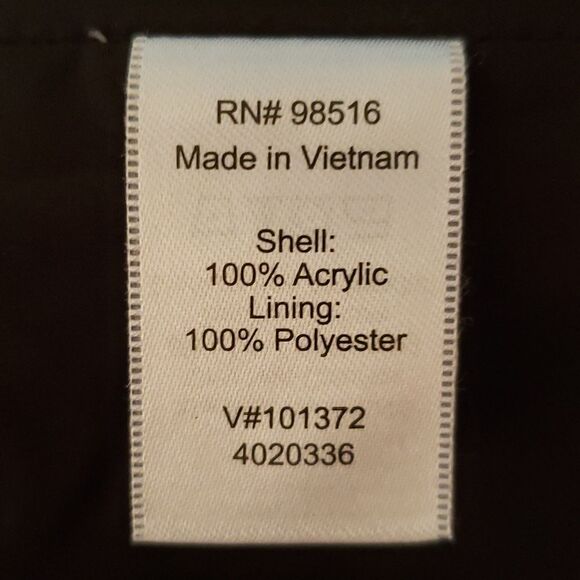 RN# 98516
Made in Vietnam
Shell:
100% Acrylic
Lining:
100% Polyester
V#101372
4020336